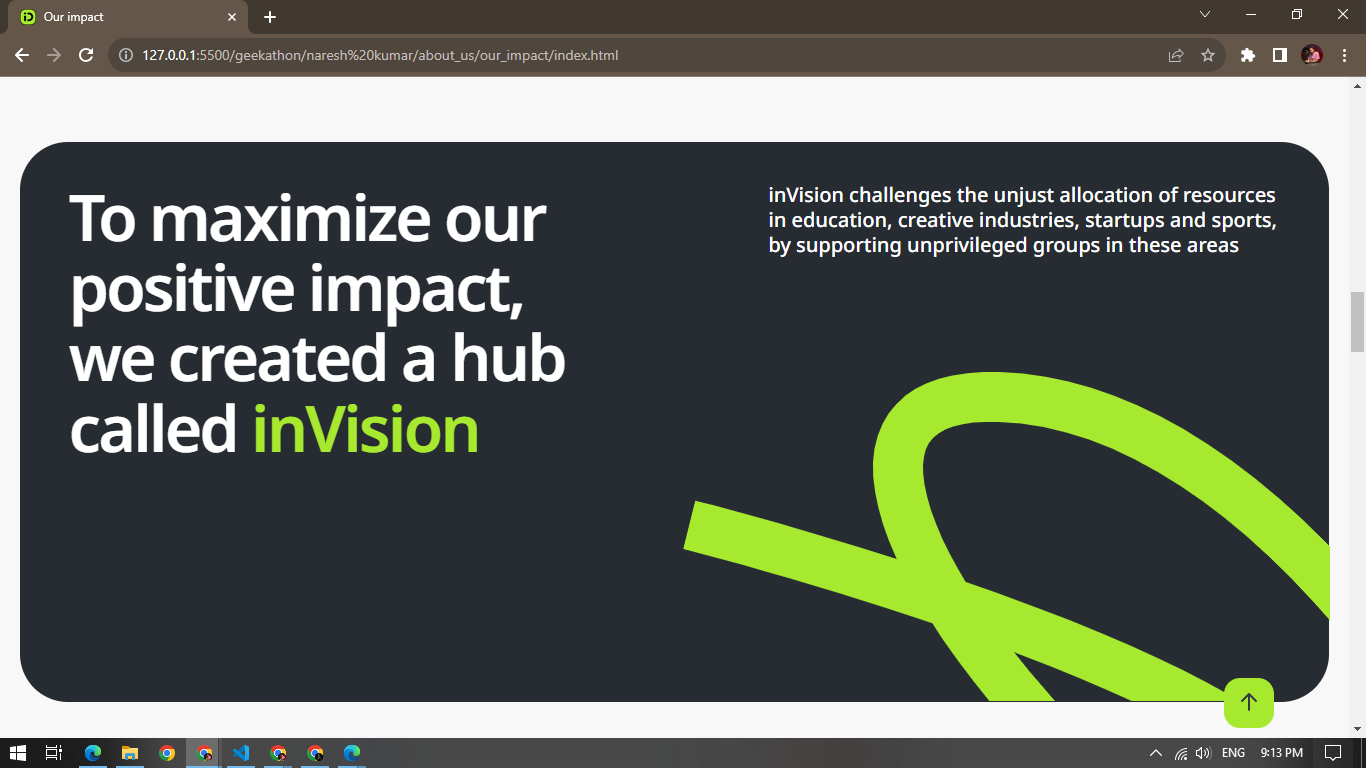 iD Our impact
127.0.0.1:5500/geekathon/naresh%20kumar/about_us/our_impact/index.html
To maximize our
positive impact,
we created a hub
called inVision
inVision challenges the unjust allocation of resources
in education, creative industries, startups and sports,
by supporting unprivileged groups in these areas
ENG 9:13 PM